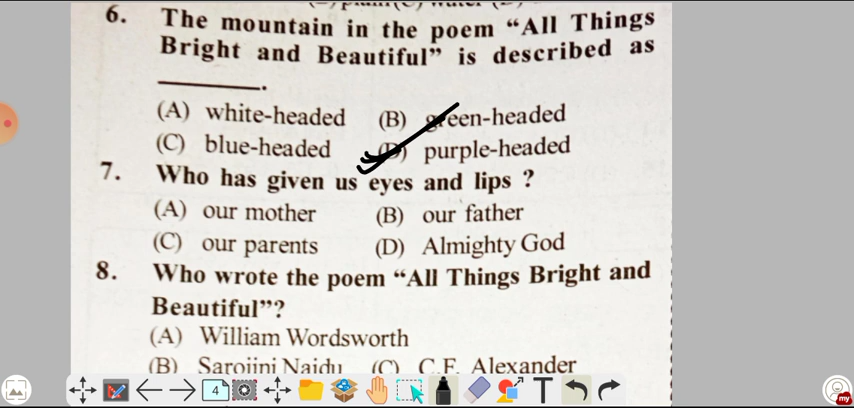 6. The mountain in the poem “All Things
Bright and Beautiful” is described as
______.
(A) white-headed (B) green-headed
(C) blue-headed (D) purple-headed
7. Who has given us eyes and lips ?
(A) our mother (B) our father
(C) our parents (D) Almighty God
8. Who wrote the poem “All Things Bright and
Beautiful”?
(A) William Wordsworth
(B) Sarojini Naidu (C) C.F. Alexander
4
T
my